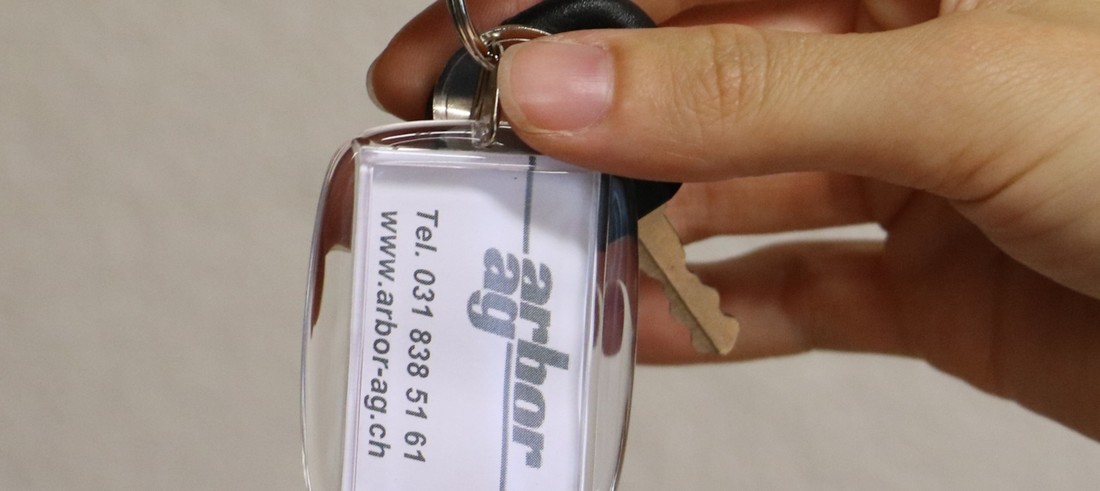 arbor
ag
Tel. 031 838 51 61
www.arbor-ag.ch